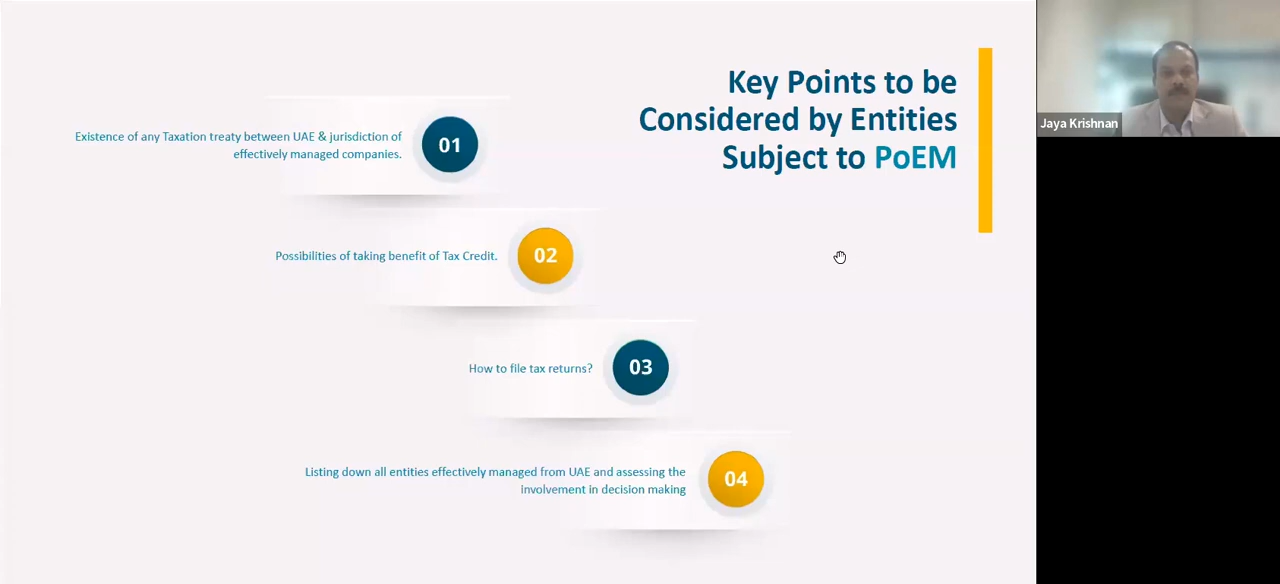 Key Points to be
Considered by Entities
Subject to PoEM
Existence of any Taxation treaty between UAE & jurisdiction of
effectively managed companies.
01
Possibilities of taking benefit of Tax Credit.
02
How to file tax returns?
03
Listing down all entities effectively managed from UAE and assessing the
involvement in decision making
04
Jaya Krishnan